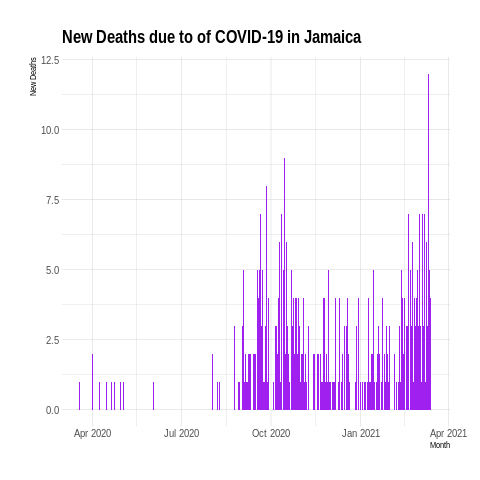 New Deaths due to of COVID-19 in Jamaica
New Deaths
12.5
10.0
7.5
5.0
2.5
0.0
Apr 2020
Jul 2020
Oct 2020
Jan 2021
Apr 2021
Month